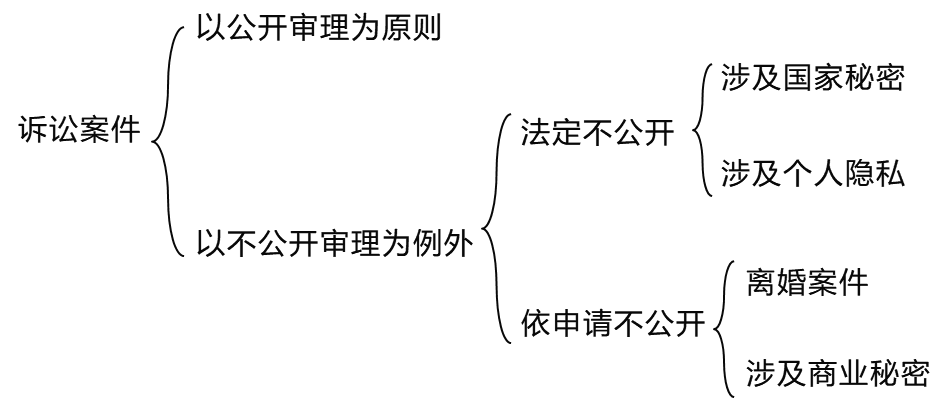 诉讼案件
以公开审理为原则
以不公开审理为例外
法定不公开
涉及国家秘密
涉及个人隐私
依申请不公开
离婚案件
涉及商业秘密